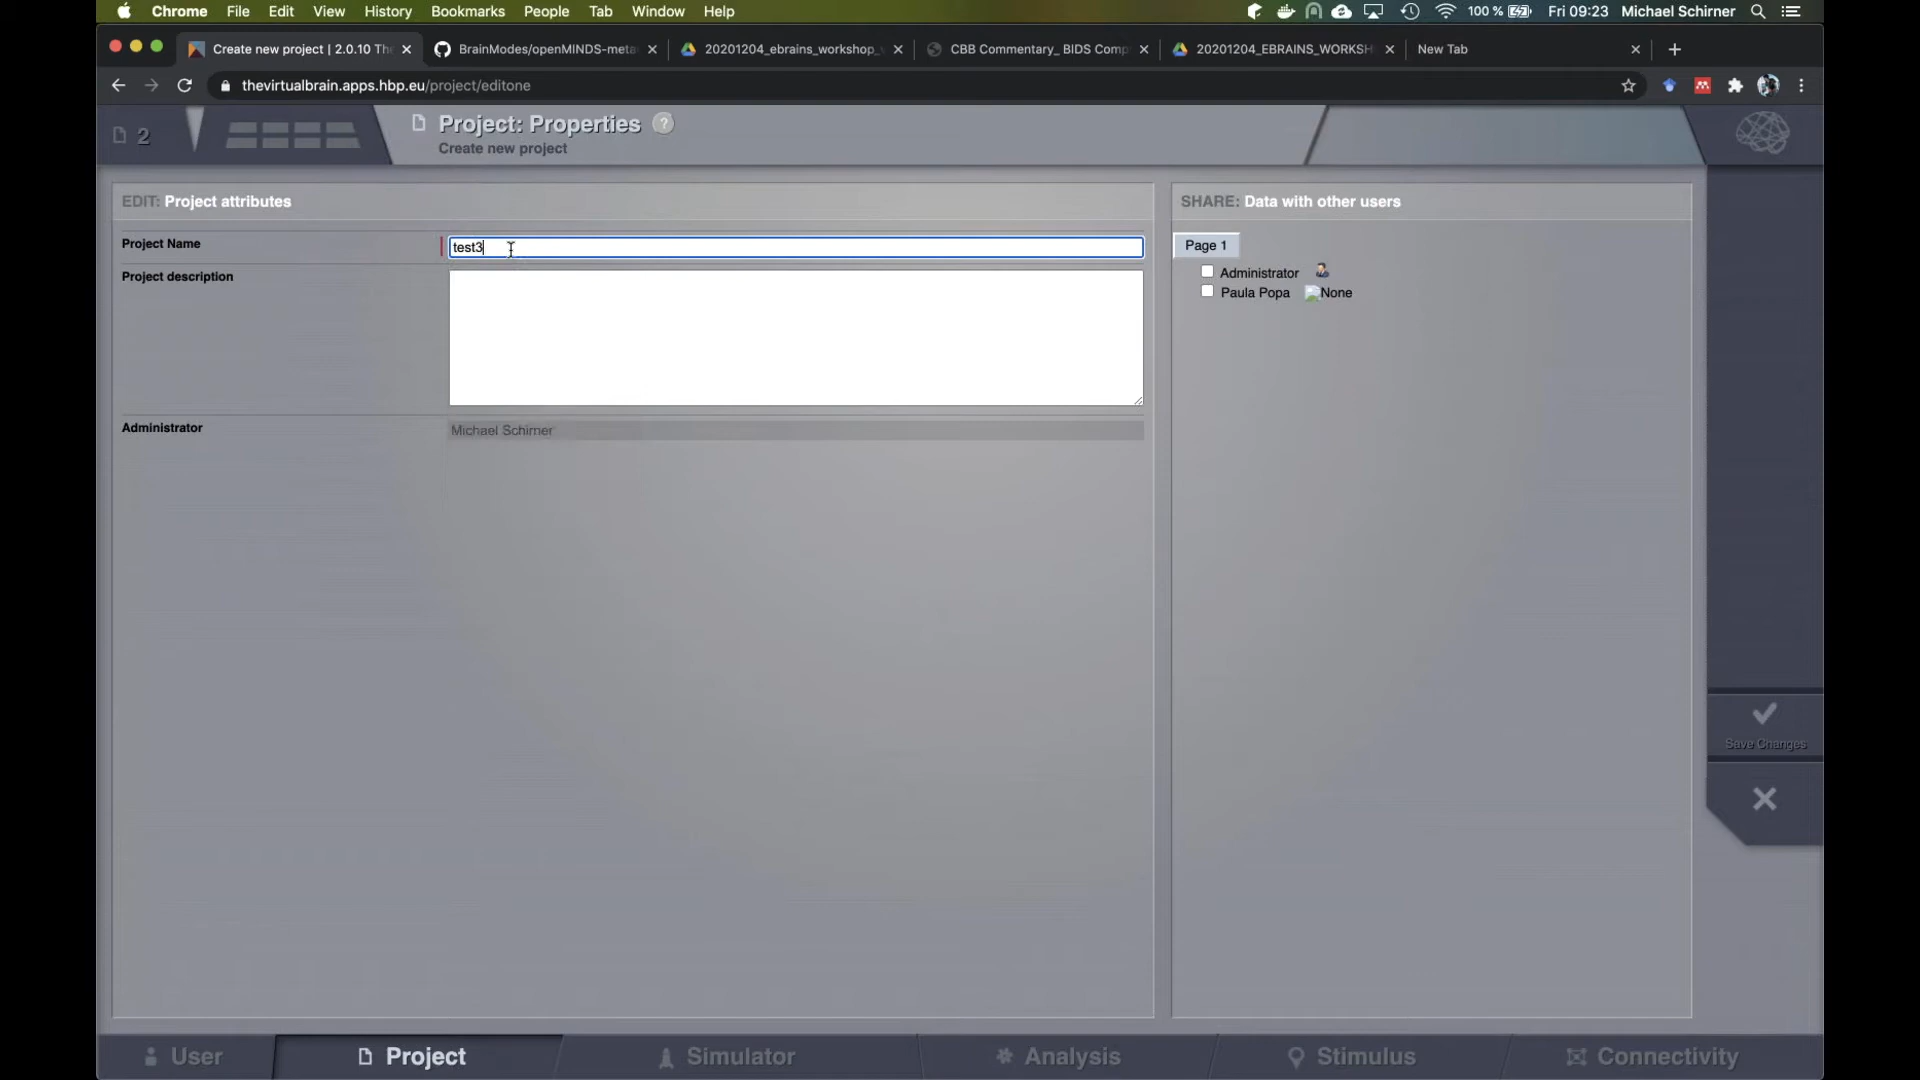 Chrome File Edit View History Bookmarks People Tab Window Help 100 % Fri 09:23 Michael Schirner
Create new project | 2.0.10 Th BrainModes/openMINDS-meta 20201204_ebrains_workshop_ CBB Commentary_ BIDS Comp 20201204_EBRAINS_WORKSH New Tab
thevirtualbrain.apps.hbp.eu/project/editone
2 Project: Properties ?
Create new project
EDIT: Project attributes
Project Name test3
Project description
Administrator Michael Schirner
SHARE: Data with other users
Page 1
Administrator
Paula Popa None
Save Changes
User Project Simulator Analysis Stimulus Connectivity